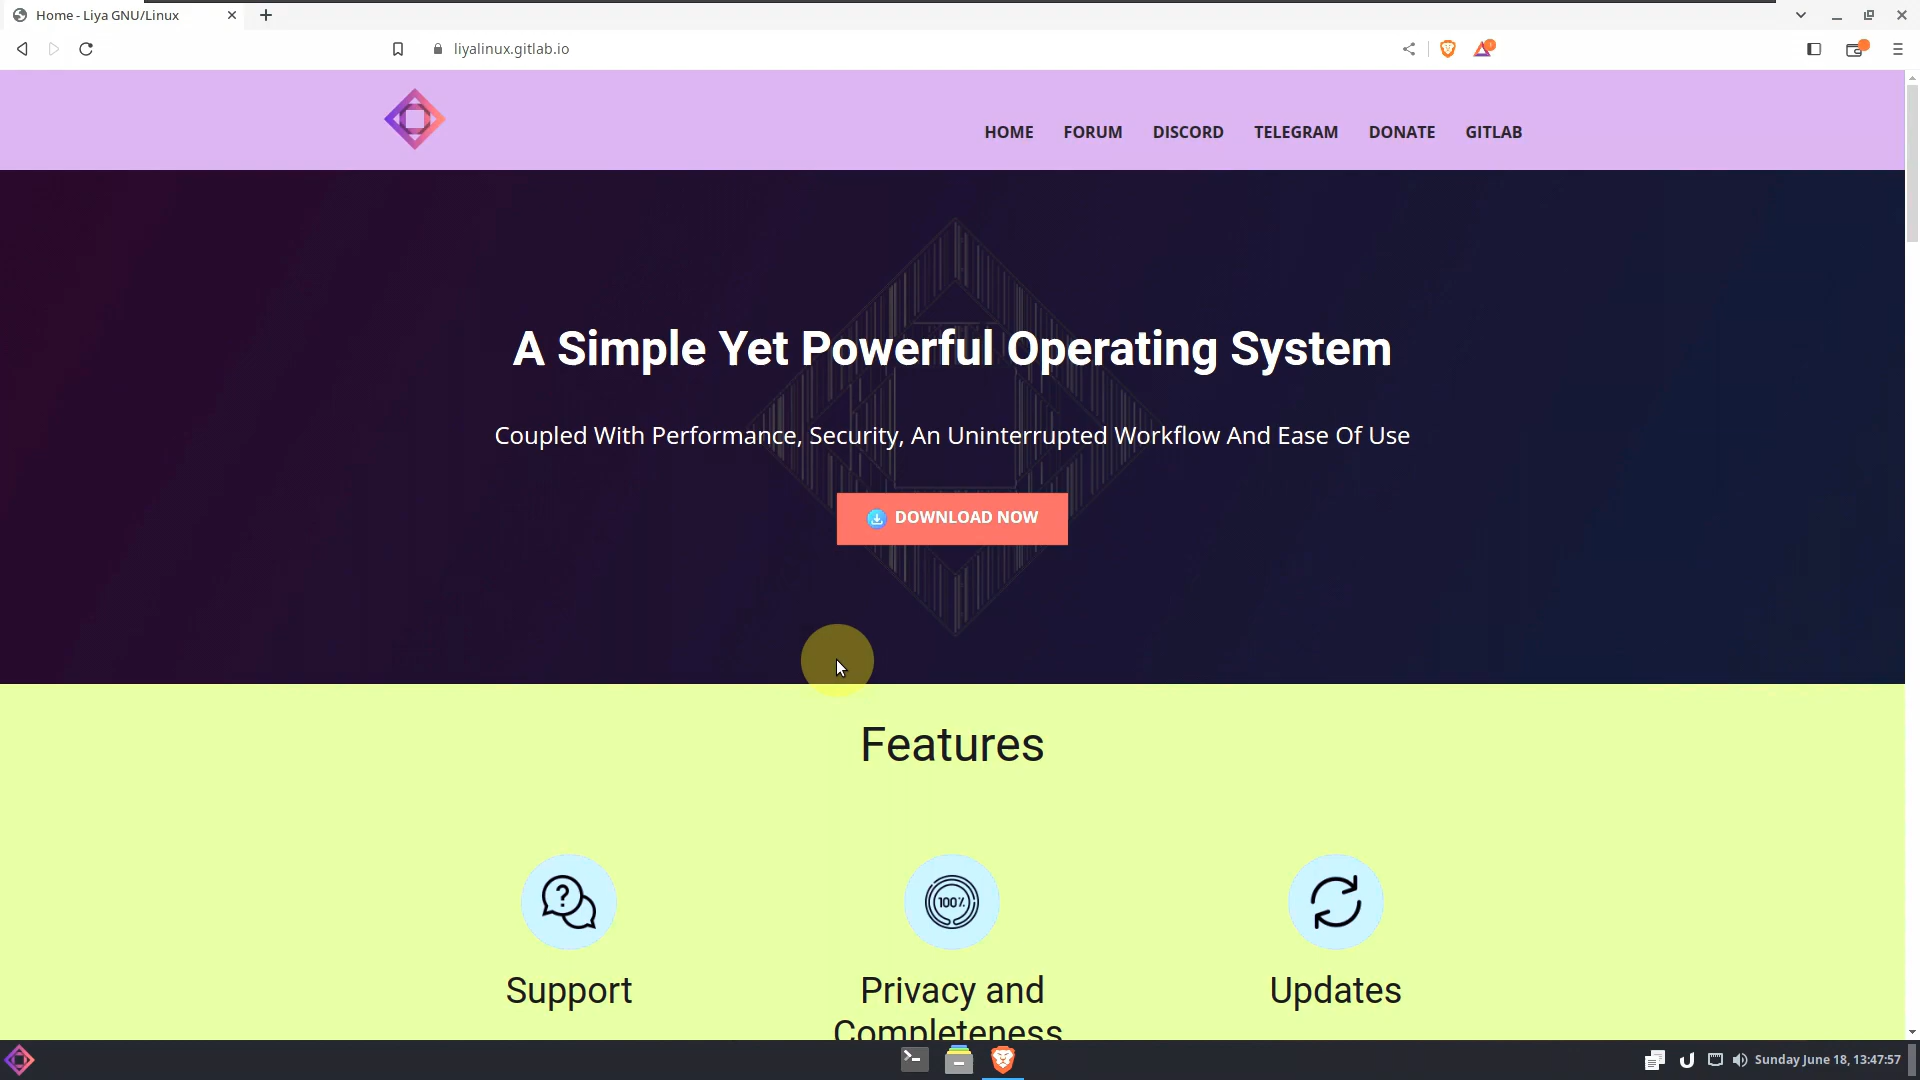 Home - Liya GNU/Linux
liyalinux.gitlab.io
HOME FORUM DISCORD TELEGRAM DONATE GITLAB
A Simple Yet Powerful Operating System
Coupled With Performance, Security, An Uninterrupted Workflow And Ease Of Use
DOWNLOAD NOW
Features
100%
Support
Privacy and
Completeness
Updates
Sunday June 18, 13:47:57